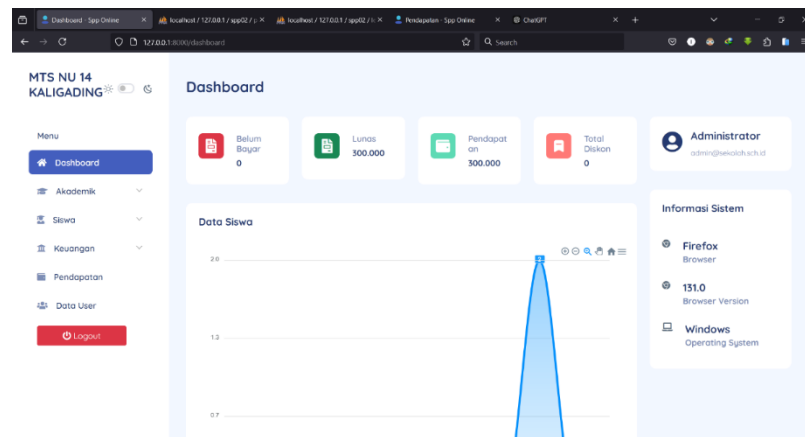 Dashboard - Spp Online
localhost / 127.0.0.1 / spp02 / p
localhost / 127.0.0.1 / spp02 /
Pendapatan - Spp Online
ChatGPT
127.0.0.1:8000/dashboard
Search
MTS NU 14
KALIGADING
Menu
Dashboard
Akademik
Siswa
Keuangan
Pendapatan
Data User
Logout
Dashboard
Belum
Bayar
0
Lunas
300.000
Pendapat
an
300.000
Total
Diskon
0
Administrator
admin@sekolah.sch.id
Data Siswa
2.0
1.3
0.7
Informasi Sistem
Firefox
Browser
131.0
Browser Version
Windows
Operating System